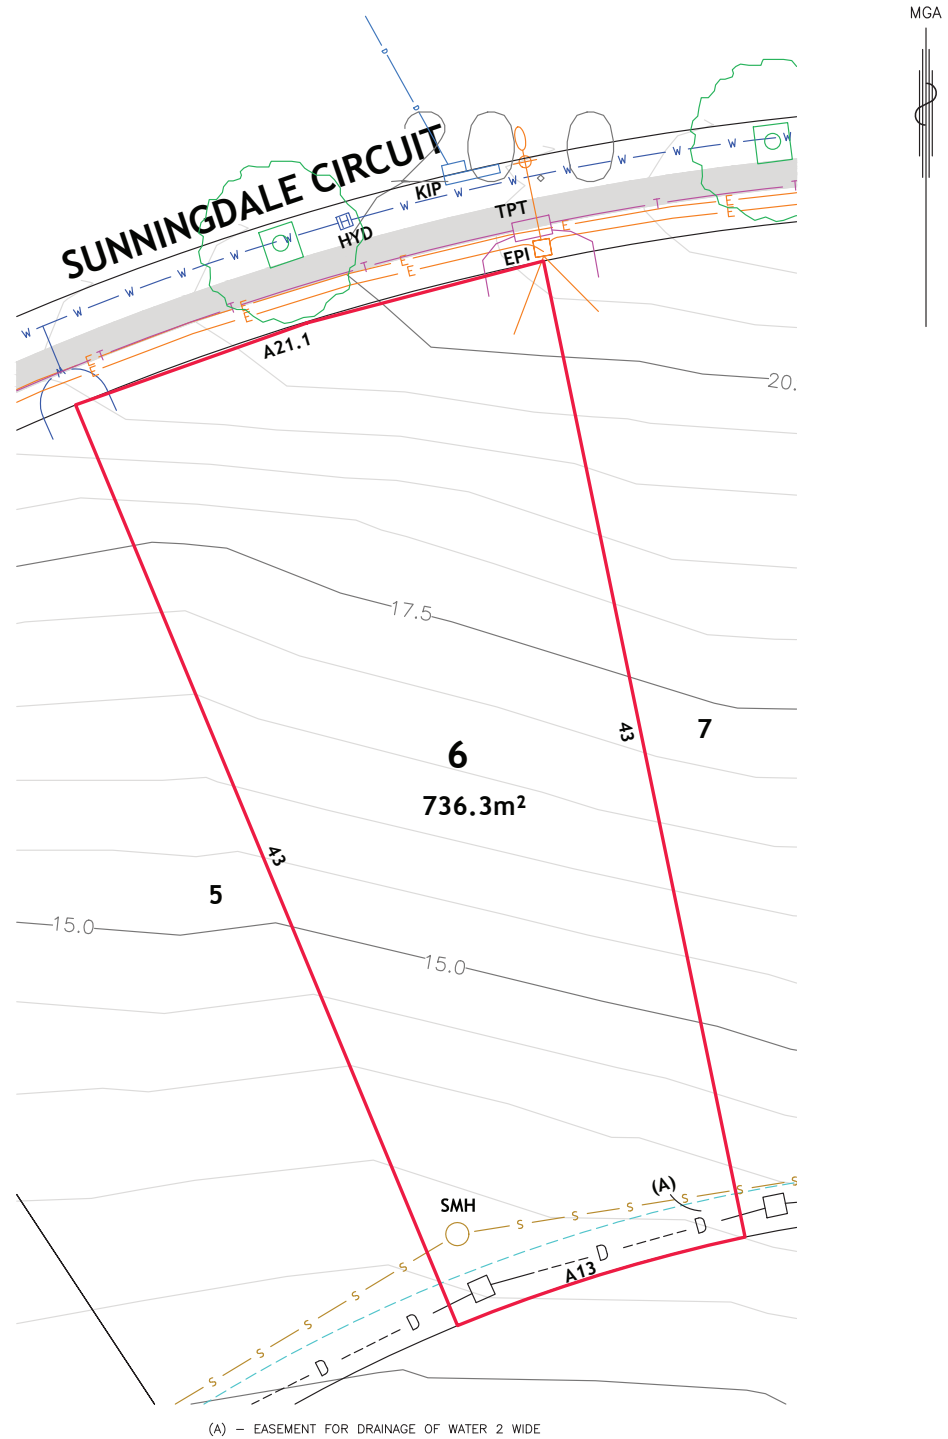 MGA
SUNNINGDALE CIRCUIT
D
D
KIP
TPT
HYD
EPI
W W W W W W W W W W W W W W
H
E T E T E T E E E E E T T
M
A21.1
20.
17.5
43
7
6
736.3m²
43
5
15.0
15.0
(A)
SMH
S S S S S S S S S S S
D D D D
A13
(A) – EASEMENT FOR DRAINAGE OF WATER 2 WIDE